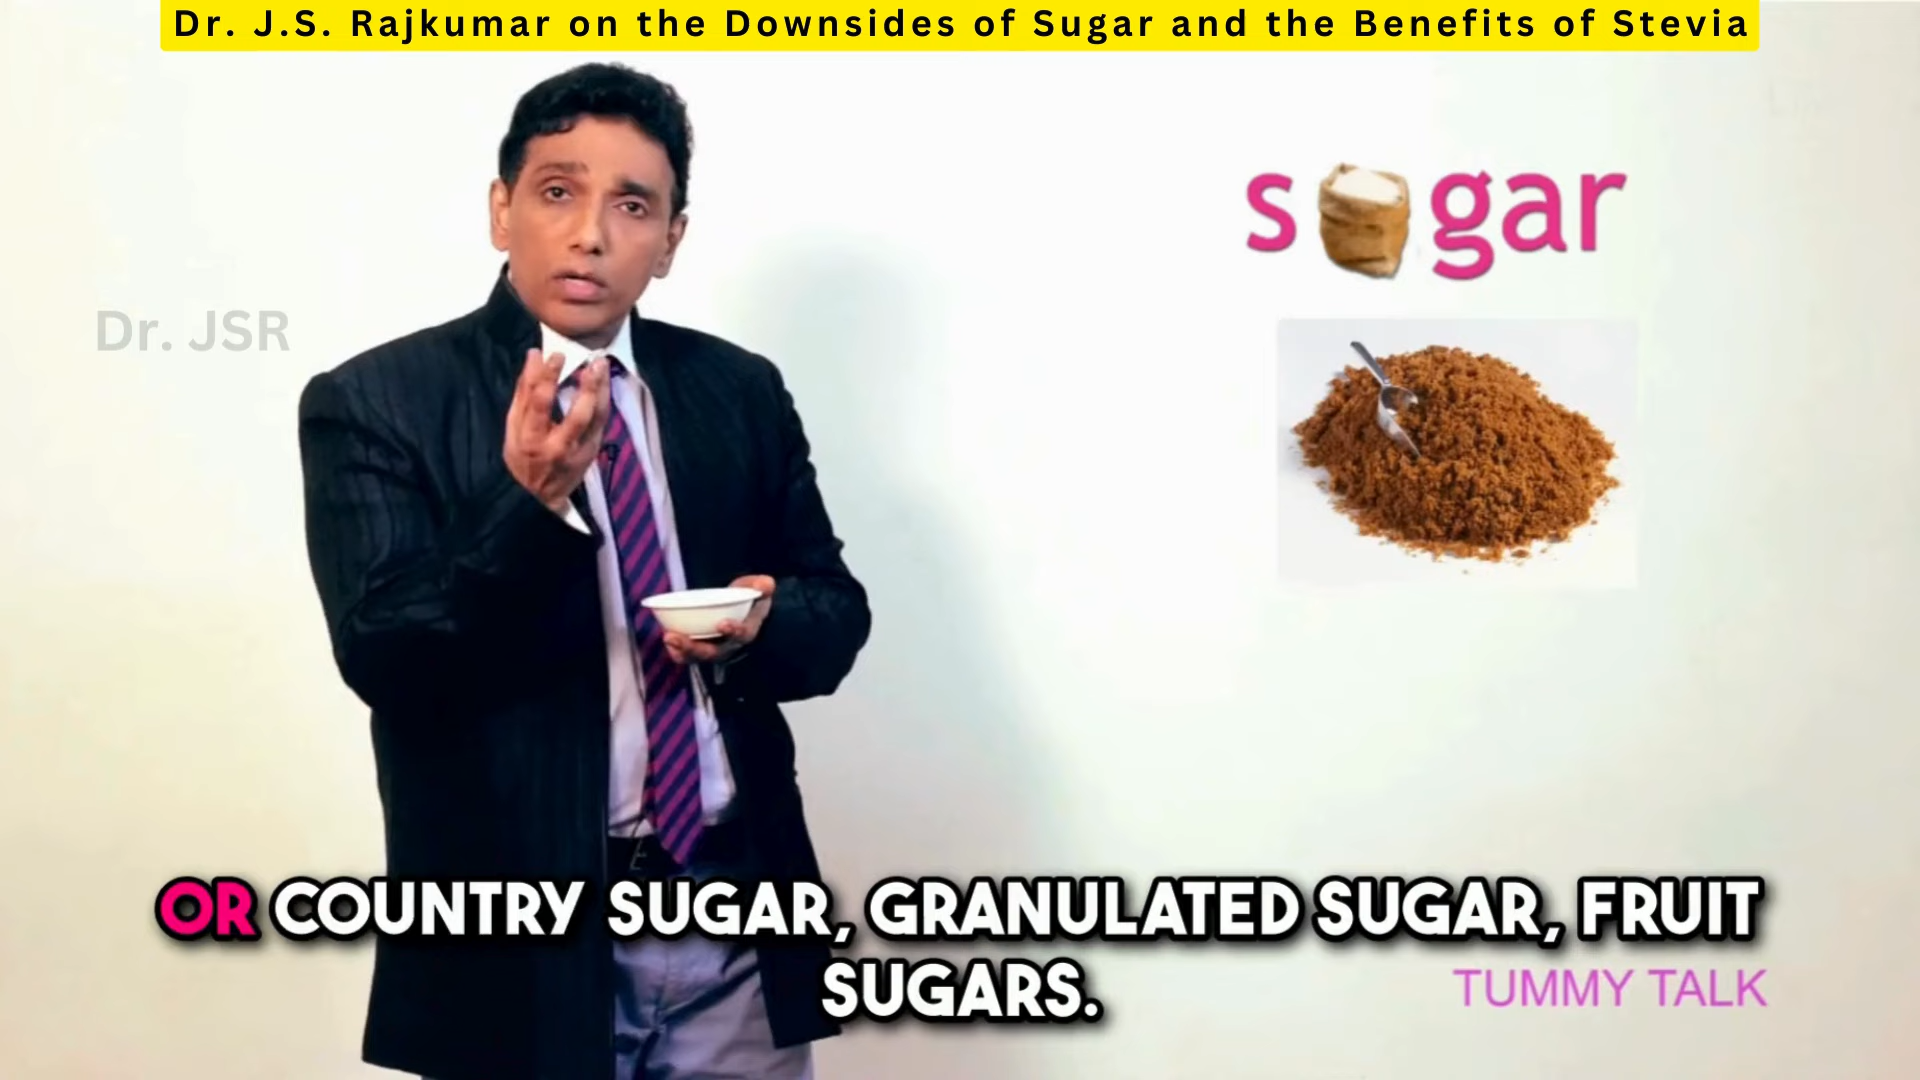 Dr. J.S. Rajkumar on the Downsides of Sugar and the Benefits of Stevia
sugar
Dr. JSR
OR COUNTRY SUGAR, GRANULATED SUGAR, FRUIT
SUGARS.
TUMMY TALK